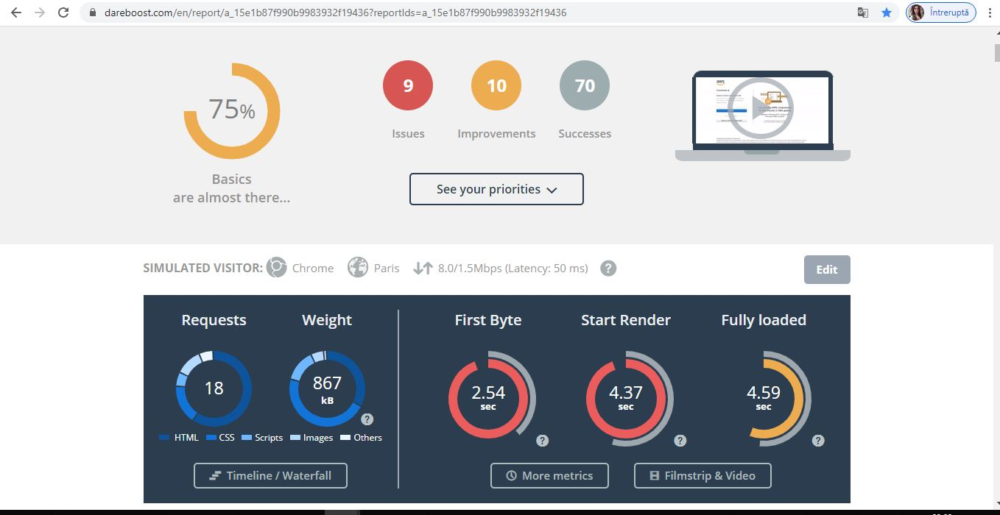 dareboost.com/en/report/a_15e1b87f990b9983932f19436?reportIds=a_15e1b87f990b9983932f19436
Întreruptă
75%
Basics
are almost there...
9
Issues
10
Improvements
70
Successes
See your priorities
aws
SIMULATED VISITOR: Chrome Paris 8.0/1.5Mbps (Latency: 50 ms) ?
Edit
Requests
18
Weight
867
kB
?
HTML CSS Scripts Images Others
Timeline / Waterfall
First Byte
2.54
sec
?
Start Render
4.37
sec
?
Fully loaded
4.59
sec
?
More metrics
Filmstrip & Video